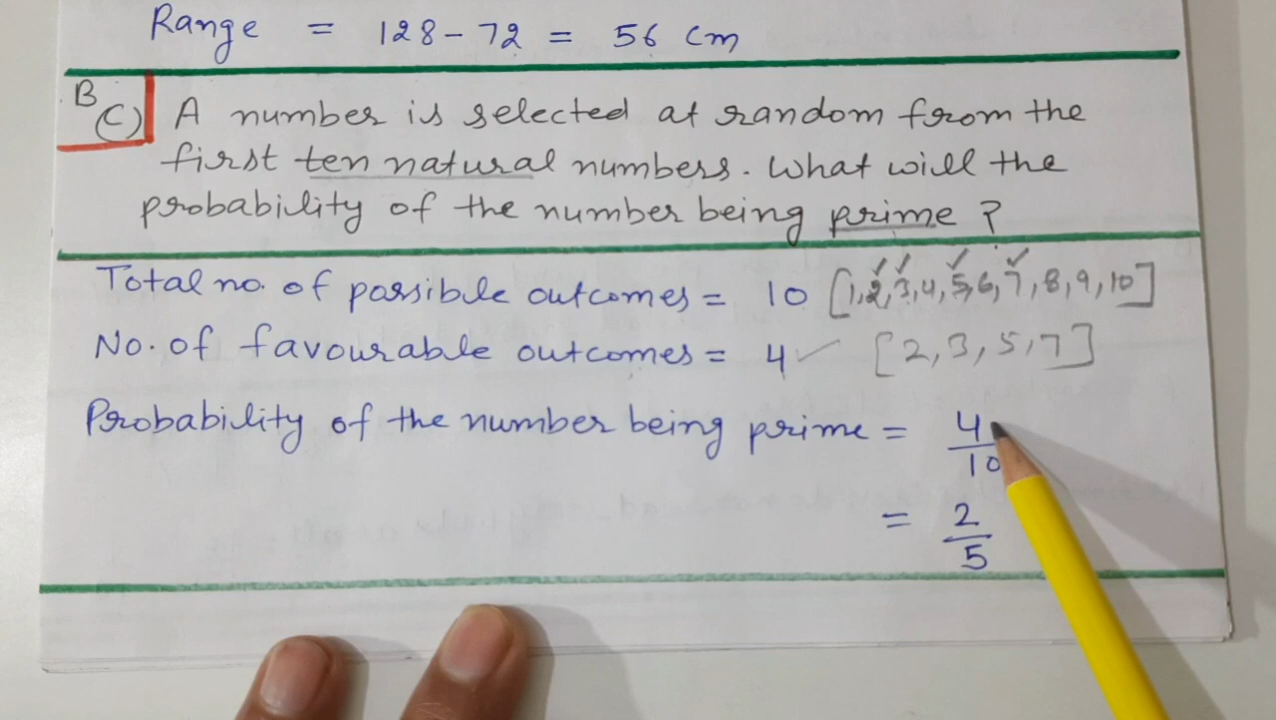 Range = 128 - 72 = 56 cm
B
(C) A number is selected at random from the
first ten natural numbers. What will the
probability of the number being prime ?
Total no. of possible outcomes = 10 [1,2,3,4,5,6,7,8,9,10]
No. of favourable outcomes = 4 ✓ [2,3,5,7]
Probability of the number being prime = 4/10
= 2/5